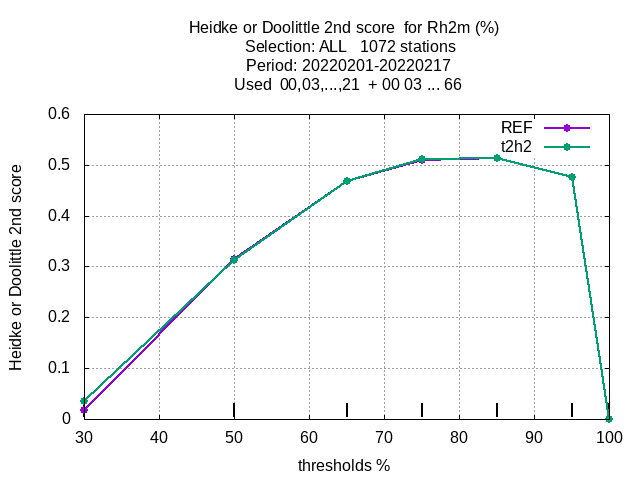 Heidke or Doolittle 2nd score  for Rh2m (%)
Selection: ALL   1072 stations
Period: 20220201-20220217
Used  00,03,...,21  + 00 03 ... 66
REF
t2h2
Heidke or Doolittle 2nd score
0.6
0.5
0.4
0.3
0.2
0.1
0
30 40 50 60 70 80 90 100
thresholds %